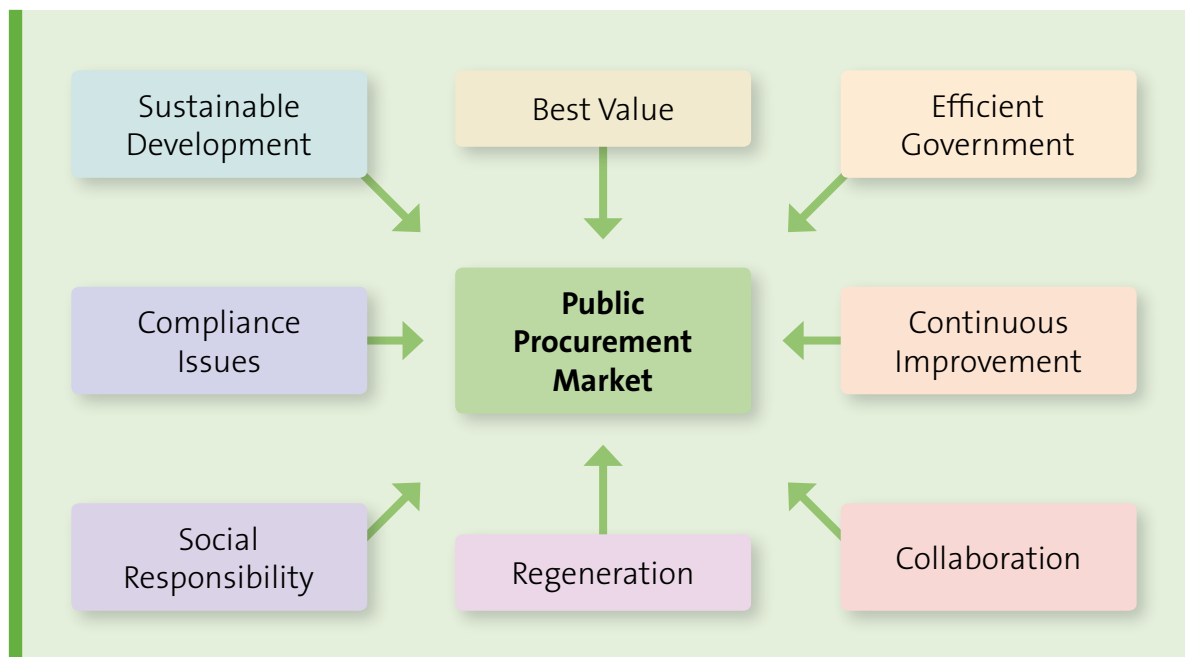 Sustainable
Development
Best Value
Efficient
Government
Compliance
Issues
Public
Procurement
Market
Continuous
Improvement
Social
Responsibility
Regeneration
Collaboration